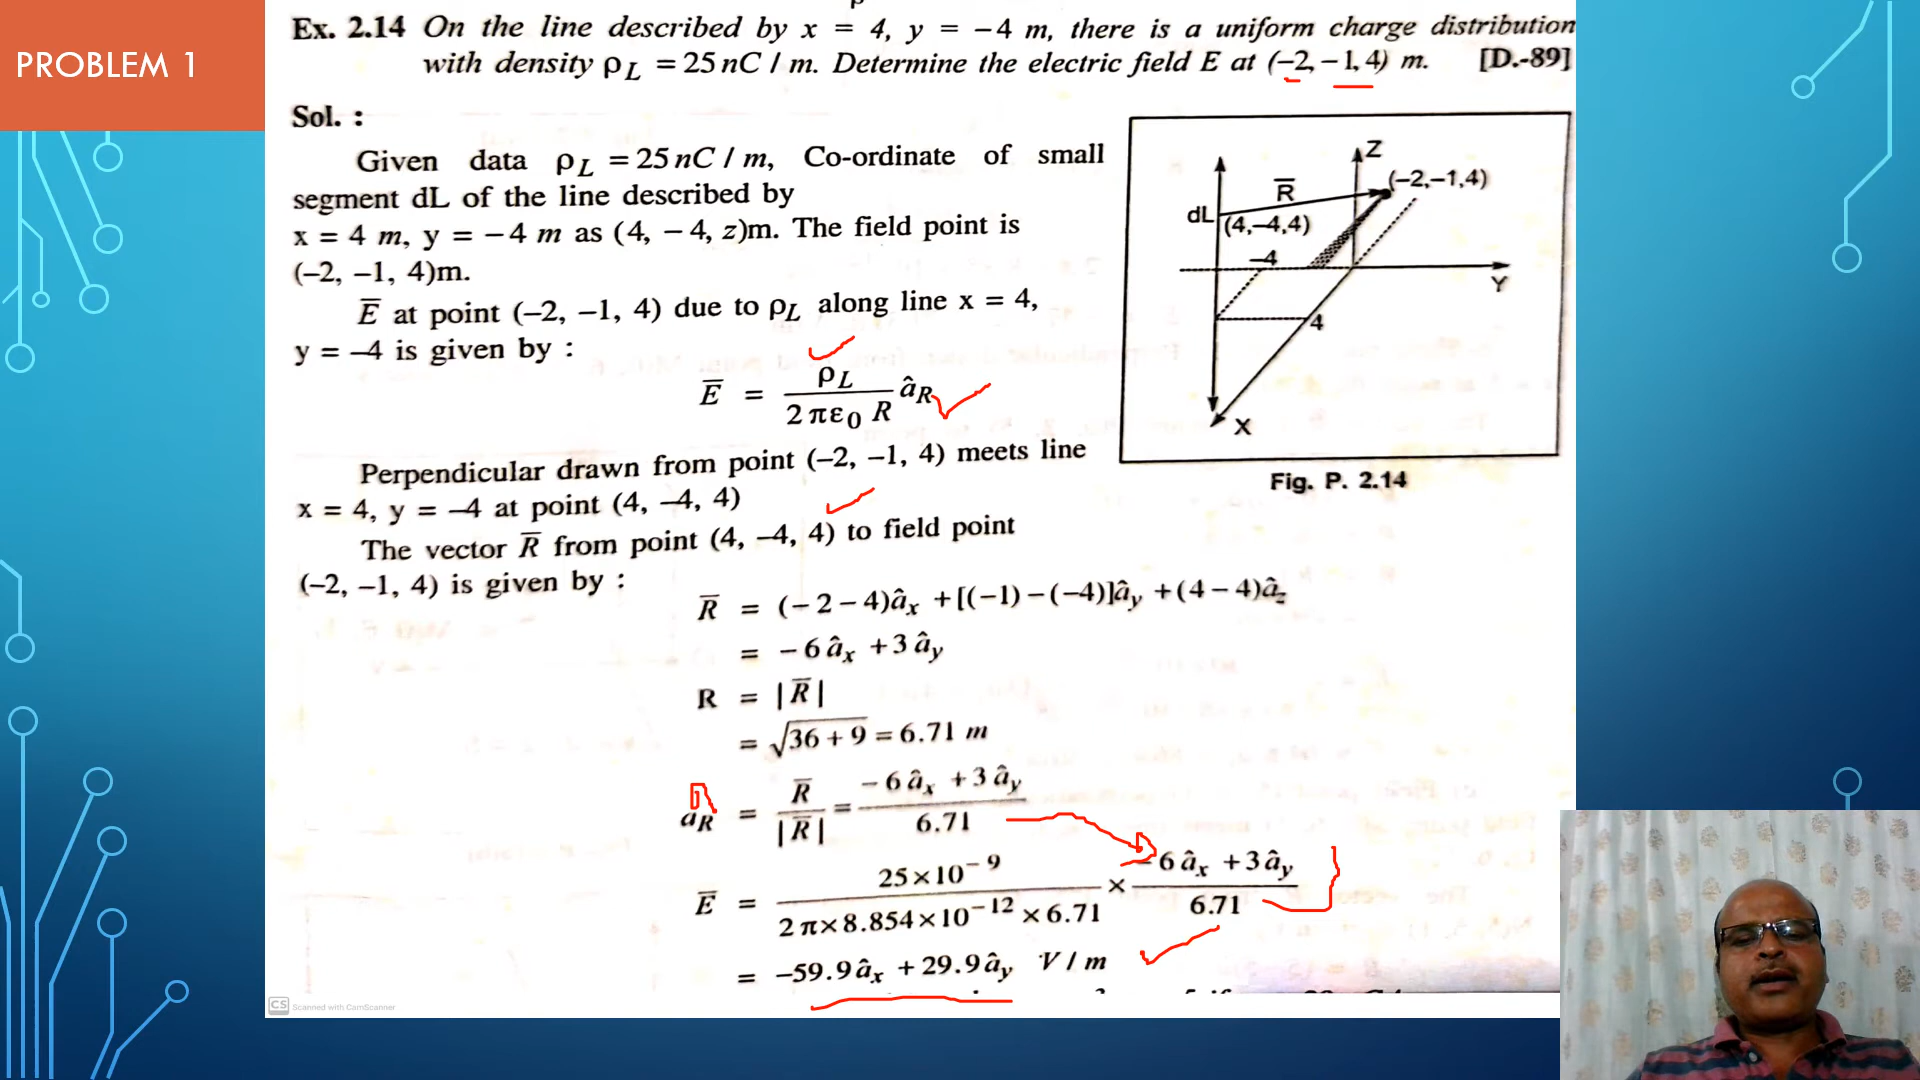 PROBLEM 1
Ex. 2.14 On the line described by x = 4, y = −4 m, there is a uniform charge distribution
with density ρL = 25 nC / m. Determine the electric field E at (−2, −1, 4) m. [D.-89]
Sol. :
Given data ρL = 25 nC / m, Co-ordinate of small
segment dL of the line described by
x = 4 m, y = −4 m as (4, −4, z)m. The field point is
(−2, −1, 4)m.
E̅ at point (−2, −1, 4) due to ρL along line x = 4,
y = −4 is given by :
E̅ = ρL / 2 πε0 R âR
Perpendicular drawn from point (−2, −1, 4) meets line
x = 4, y = −4 at point (4, −4, 4)
The vector R̅ from point (4, −4, 4) to field point
(−2, −1, 4) is given by :
R̅ = (−2 − 4)âx + [(−1) − (−4)]ây + (4 − 4)âz
= −6 âx + 3 ây
R = |R̅|
= √36 + 9 = 6.71 m
aR = R̅ / |R̅| = −6 âx + 3 ây / 6.71
E̅ = 25 × 10−9 / 2 π × 8.854 × 10−12 × 6.71 × −6 âx + 3 ây / 6.71
= −59.9 âx + 29.9 ây V / m
Z
(−2,−1,4)
R̅
dL
(4,−4,4)
−4
Y
4
X
Fig. P. 2.14
CS Scanned with CamScanner